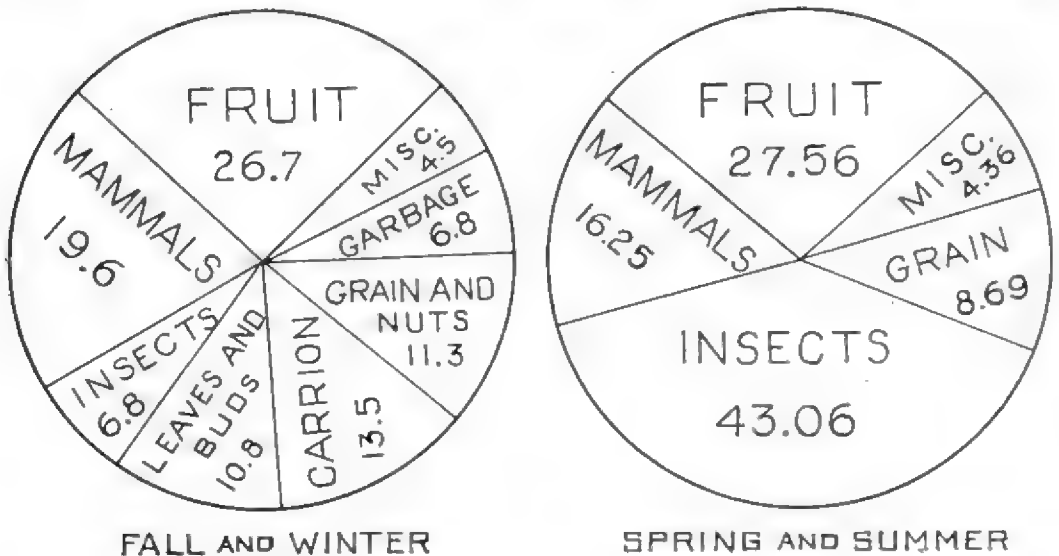 FRUIT
26.7
MISC.
4.5
GARBAGE
6.8
GRAIN AND
NUTS
11.3
CARRION
13.5
LEAVES AND
BUDS
10.8
INSECTS
6.8
MAMMALS
19.6
FALL AND WINTER
FRUIT
27.56
MISC.
4.36
GRAIN
8.69
INSECTS
43.06
MAMMALS
16.25
SPRING AND SUMMER